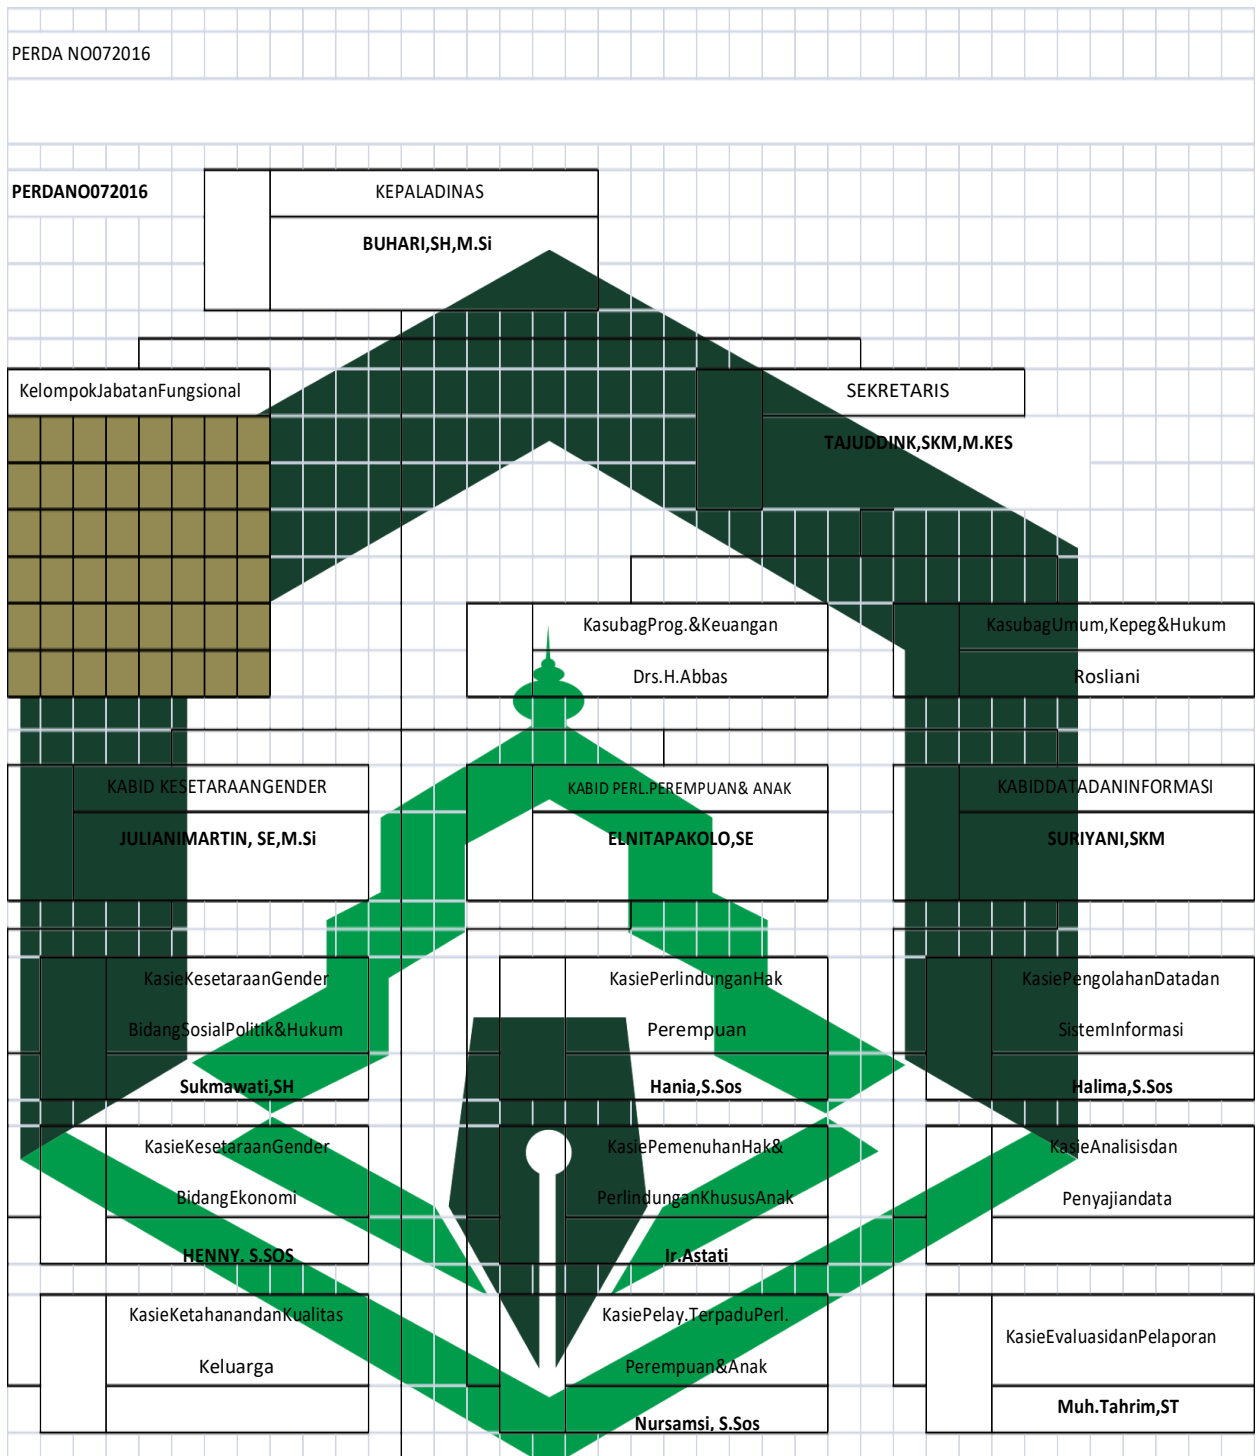 PERDA NO072016
PERDANO072016
KEPALADINAS
BUHARI,SH,M.Si
KelompokJabatanFungsional
SEKRETARIS
TAJUDDINK,SKM,M.KES
KasubagProg.&Keuangan
Drs.H.Abbas
KasubagUmum,Kepeg&Hukum
Rosliani
KABID KESETARAANGENDER
JULIANIMARTIN, SE,M.Si
KABID PERL.PEREMPUAN& ANAK
ELNITAPAKOLO,SE
KABIDDATADANINFORMASI
SURIYANI,SKM
KasieKesetaraanGender
BidangSosialPolitik&Hukum
Sukmawati,SH
KasiePerlindunganHak
Perempuan
Hania,S.Sos
KasiePengolahanDatadan
SistemInformasi
Halima,S.Sos
KasieKesetaraanGender
BidangEkonomi
HENNY. S.SOS
KasiePemenuhanHak&
PerlindunganKhususAnak
Ir.Astati
KasieAnalisisdan
Penyajiandata
KasieKetahanandanKualitas
Keluarga
KasiePelay.TerpaduPerl.
Perempuan&Anak
Nursamsi, S.Sos
KasieEvaluasidanPelaporan
Muh.Tahrim,ST